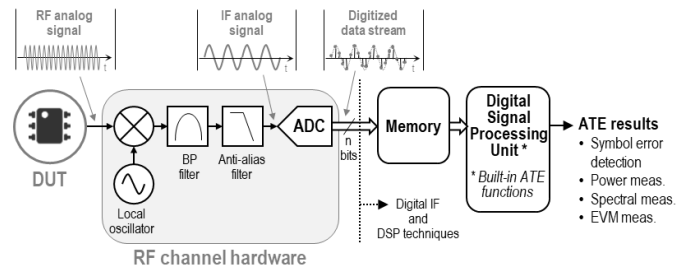 RF analog
signal
IF analog
signal
Digitized
data stream
t
t
t
DUT
BP
filter
Anti-alias
filter
ADC
n
bits
Local
oscillator
RF channel hardware
Memory
Digital
Signal
Processing
Unit *
* Built-in ATE
functions
Digital IF
and
DSP techniques
ATE results
• Symbol error
detection
• Power meas.
• Spectral meas.
• EVM meas.